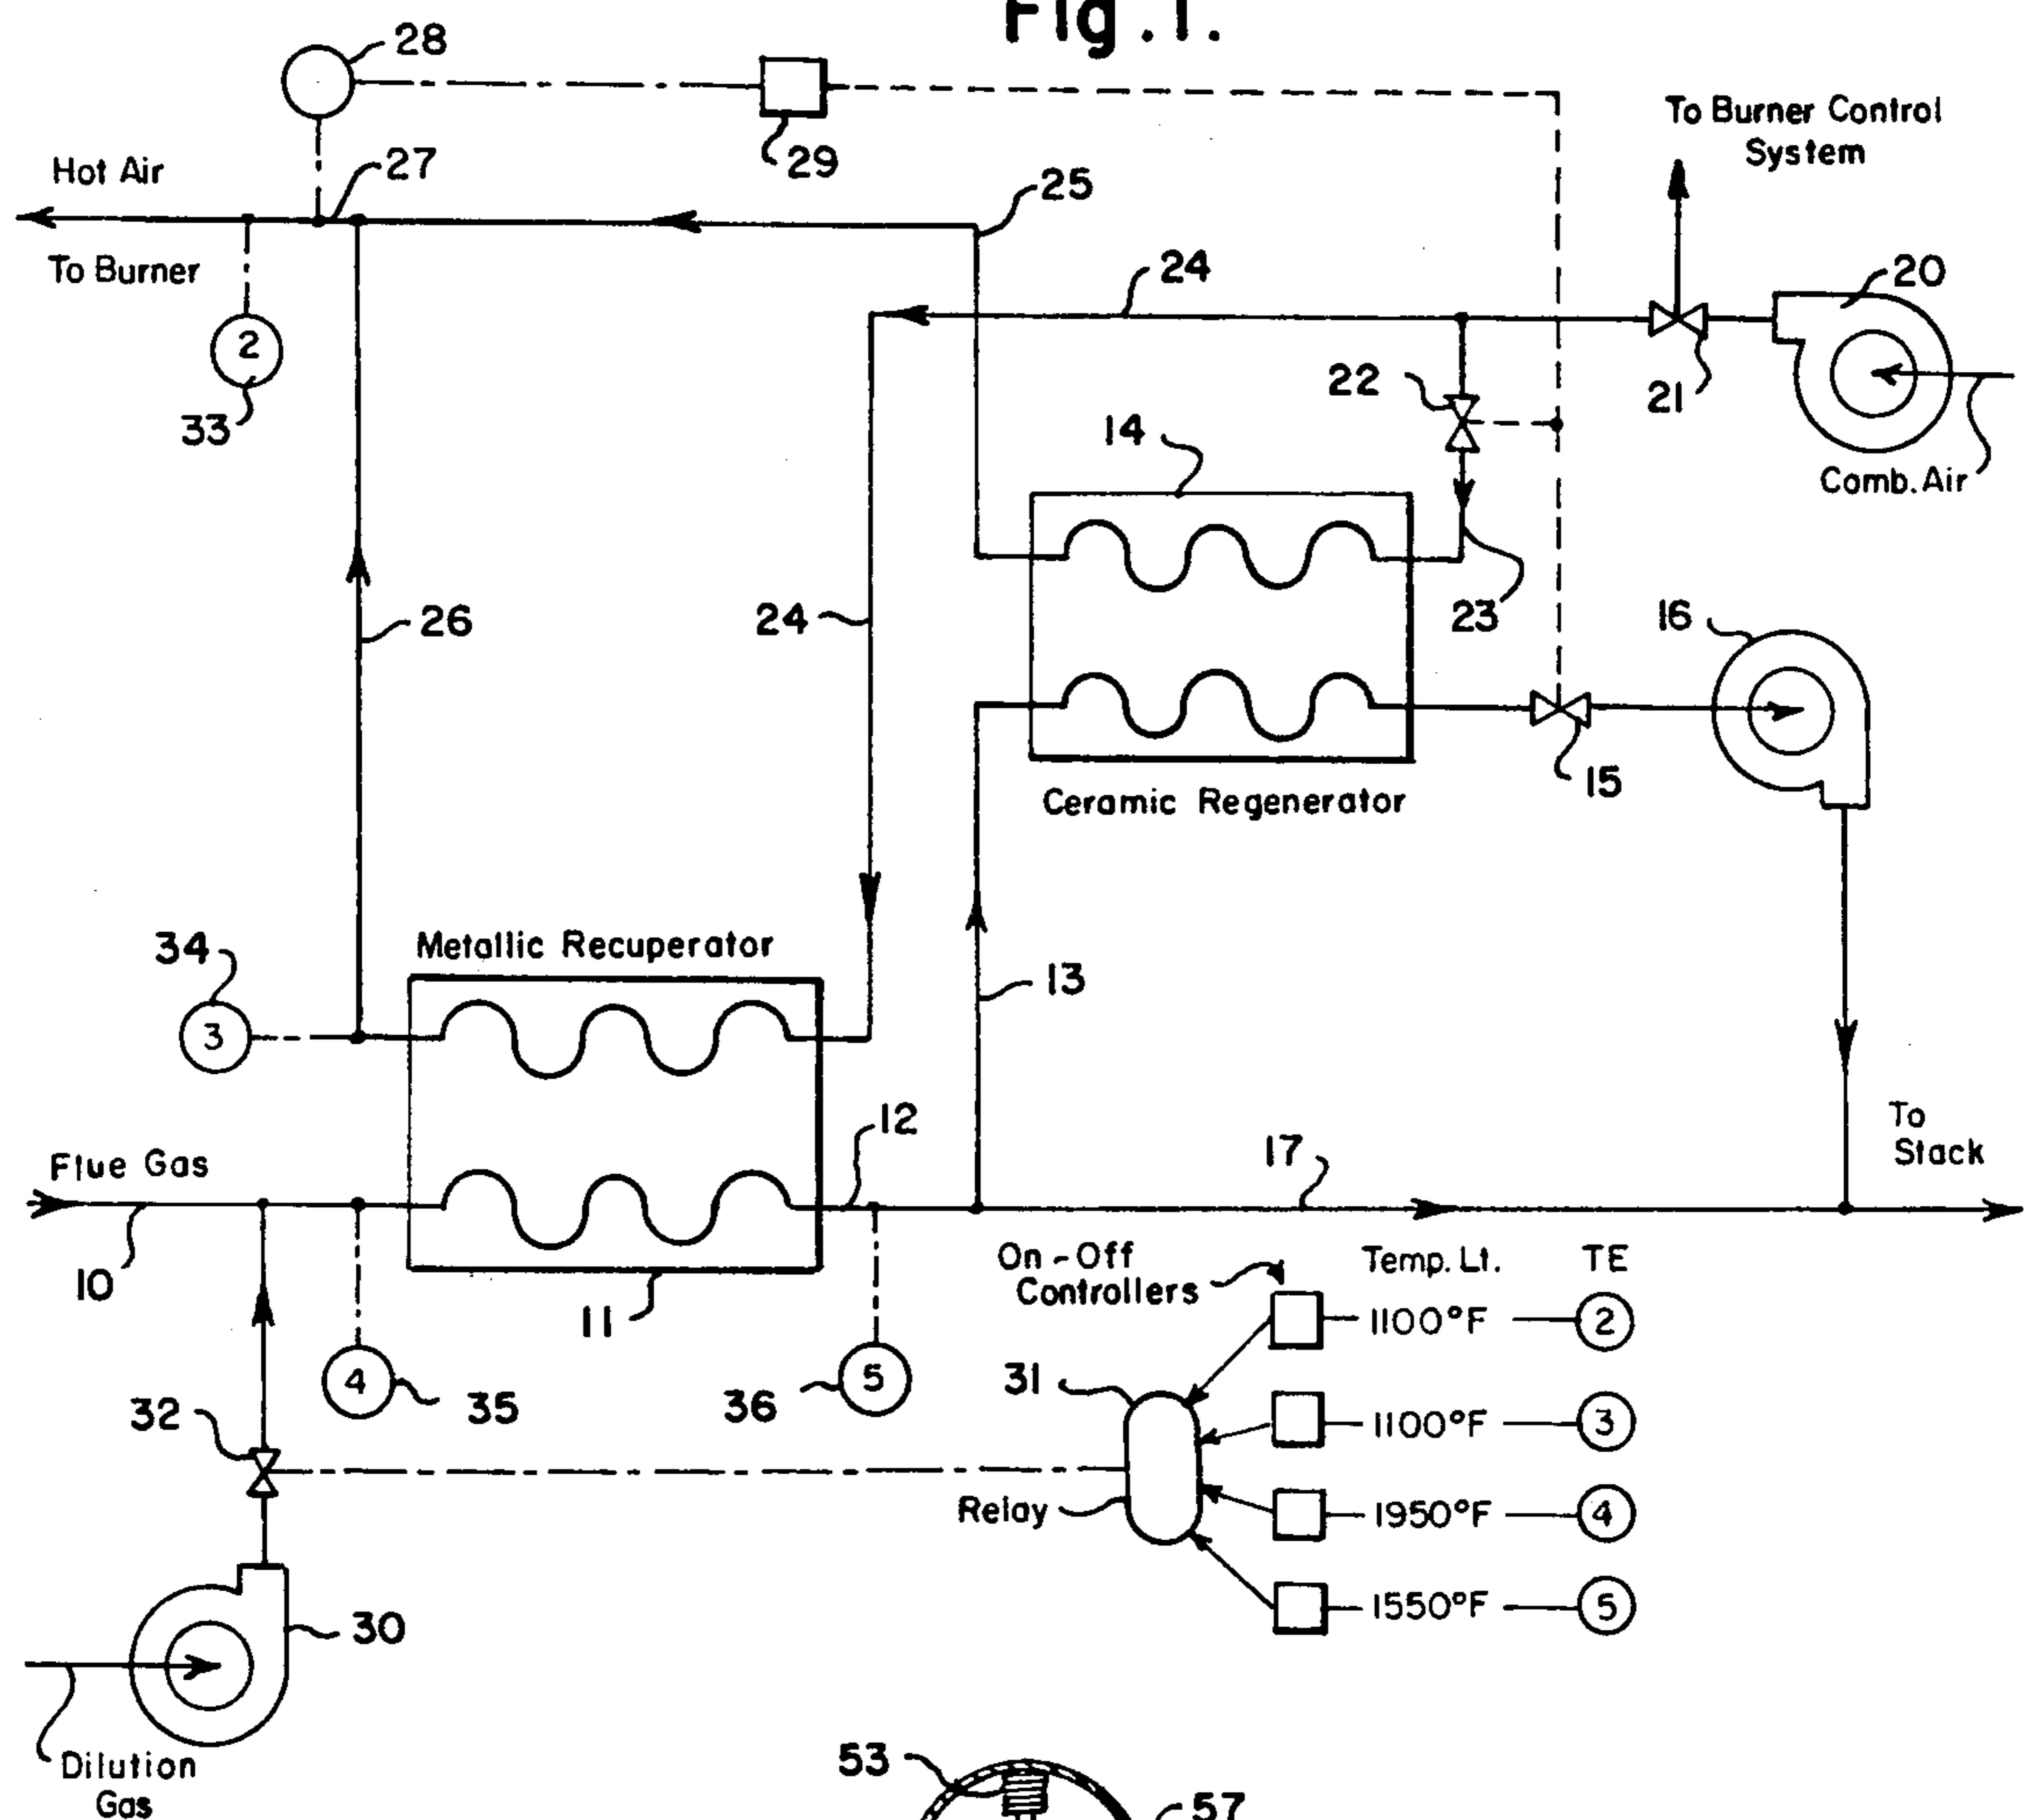 Fig. 1.
28
29
27
Hot Air
To Burner
25
To Burner Control
System
24
20
2
33
22
21
14
Comb. Air
26
24
23
16
15
Ceramic Regenerator
34
Metallic Recuperator
3
13
12
17
To
Stack
Flue Gas
10
11
On - Off
Controllers
Temp. Lt.
TE
1100°F
2
4
35
36
5
31
1100°F
3
32
Relay
1950°F
4
1550°F
5
30
Dilution
Gas
53
57